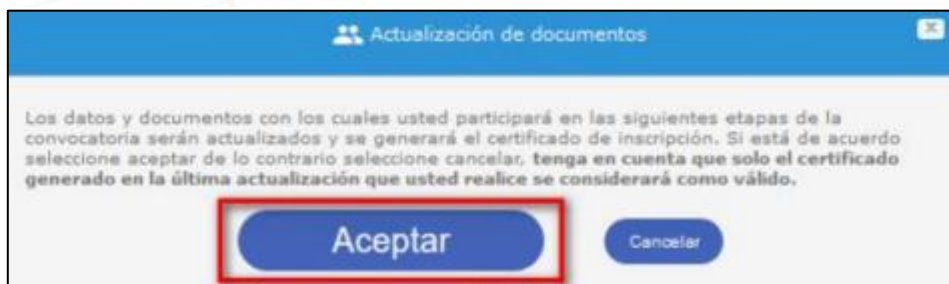 Actualización de documentos
Los datos y documentos con los cuales usted participará en las siguientes etapas de la
convocatoria serán actualizados y se generará el certificado de inscripción. Si está de acuerdo
seleccione aceptar de lo contrario seleccione cancelar, tenga en cuenta que solo el certificado
generado en la última actualización que usted realice se considerará como válido.
Aceptar
Cancelar